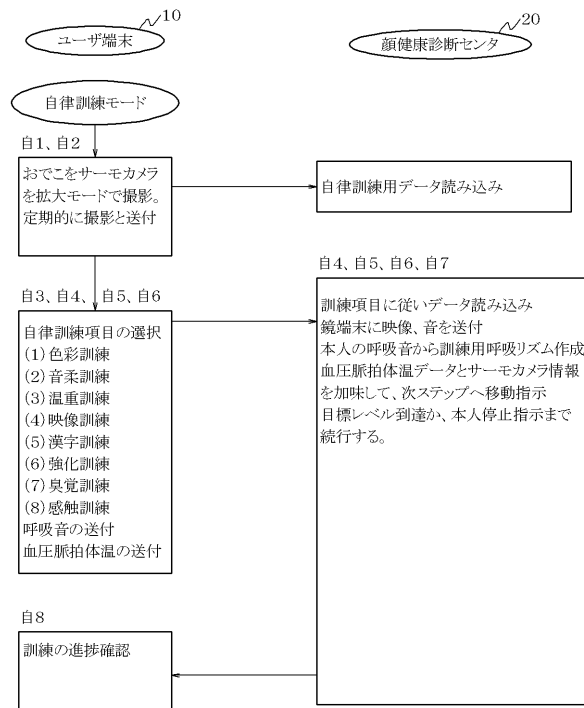 10
ユーザ端末
20
顔健康診断センタ
自律訓練モード
自1、自2
おでこをサーモカメラ
を拡大モードで撮影。
定期的に撮影と送付
自律訓練用データ読み込み
自3、自4、自5、自6
自律訓練項目の選択
(1)色彩訓練
(2)音柔訓練
(3)温重訓練
(4)映像訓練
(5)漢字訓練
(6)強化訓練
(7)臭覚訓練
(8)感触訓練
呼吸音の送付
血圧脈拍体温の送付
自4、自5、自6、自7
訓練項目に従いデータ読み込み
鏡端末に映像、音を送付
本人の呼吸音から訓練用呼吸リズム作成
血圧脈拍体温データとサーモカメラ情報
を加味して、次ステップへ移動指示
目標レベル到達か、本人停止指示まで
続行する。
自8
訓練の進捗確認